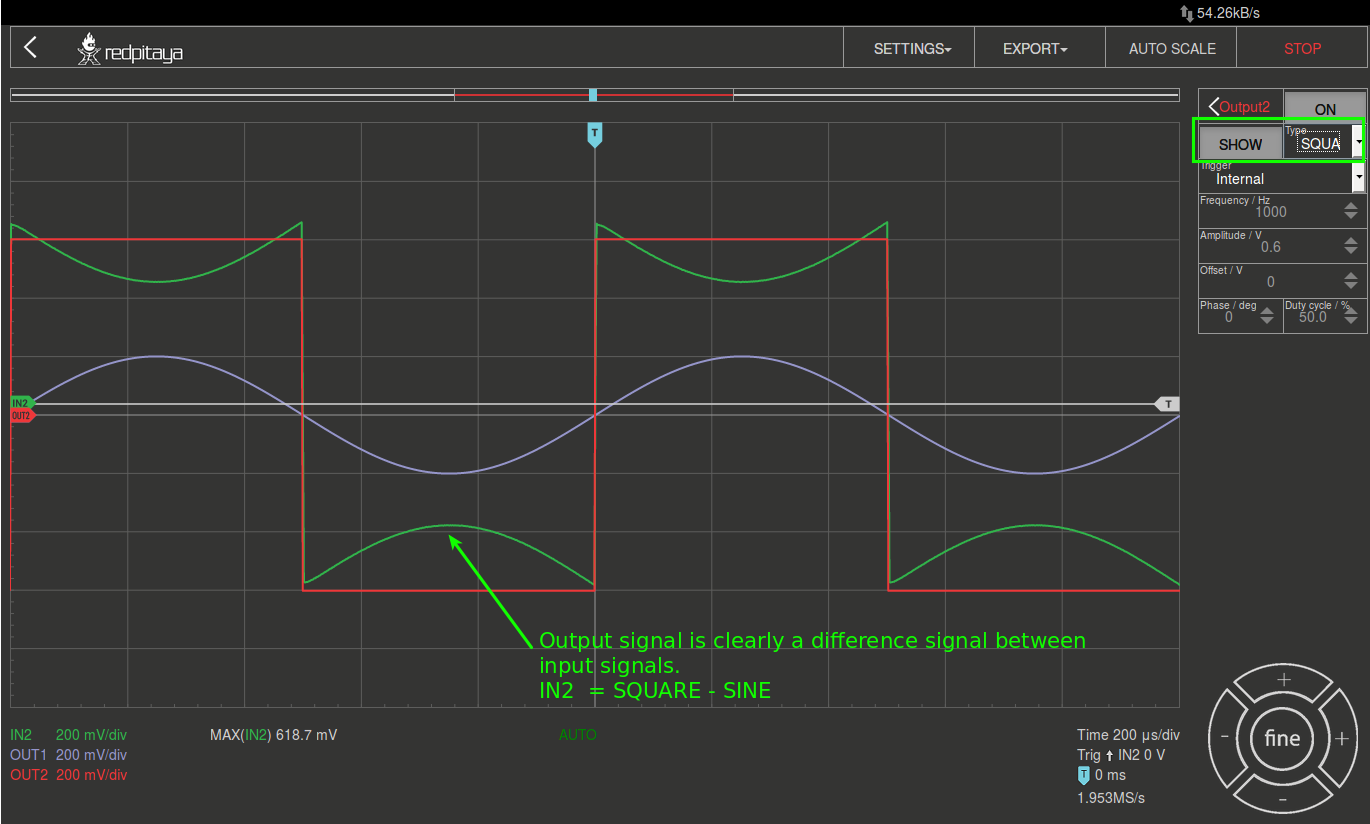 54.26kB/s
redpitaya
SETTINGS
EXPORT
AUTO SCALE
STOP
Output2
ON
SHOW
Type
SQUA
Trigger
Internal
Frequency / Hz
1000
Amplitude / V
0.6
Offset / V
0
Phase / deg
0
Duty cycle / %
50.0
T
IN2
OUT2
T
Output signal is clearly a difference signal between
input signals.
IN2 = SQUARE - SINE
IN2 200 mV/div
OUT1 200 mV/div
OUT2 200 mV/div
MAX(IN2) 618.7 mV
AUTO
Time 200 µs/div
Trig IN2 0 V
T 0 ms
1.953MS/s
+
- fine +
-